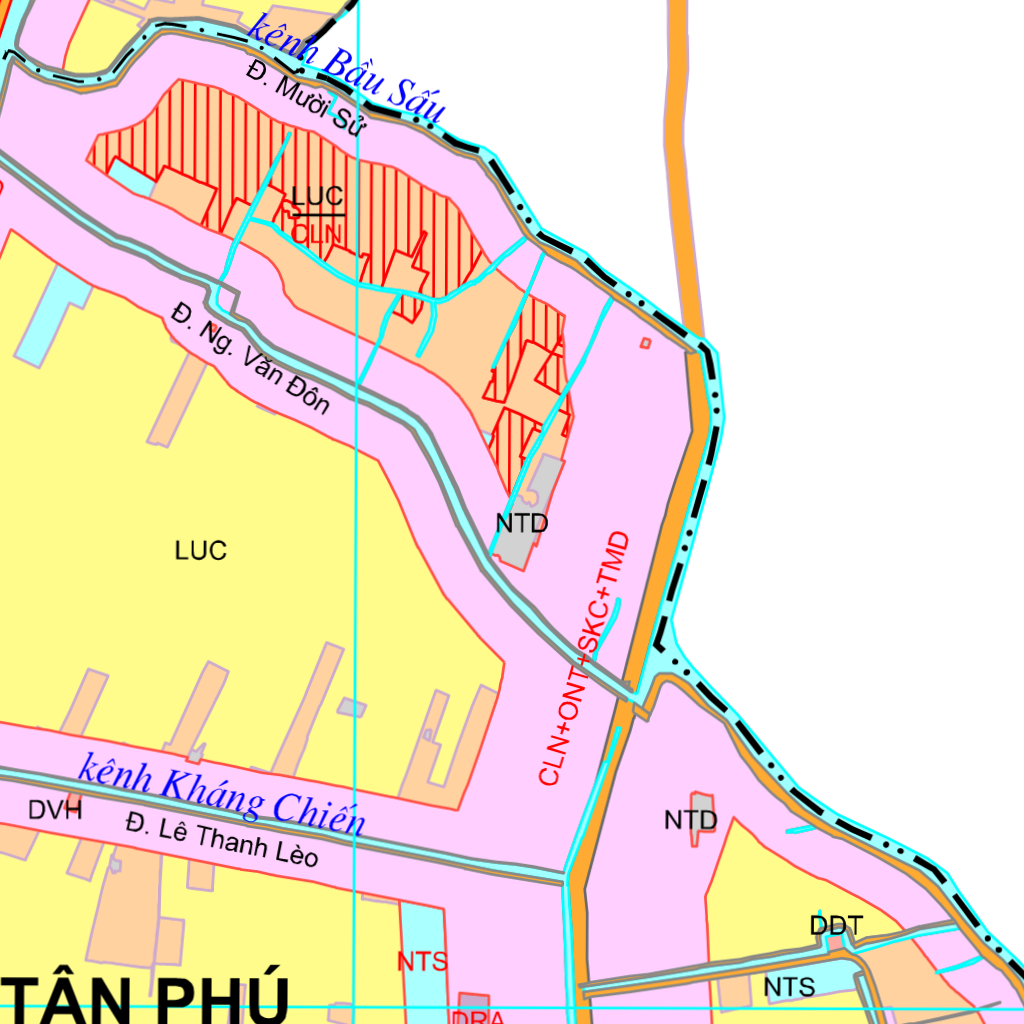 kênh Bầu Sấu
Đ. Mười Sử
LUC
CLN
Đ. Ng. Văn Đôn
NTD
LUC
CLN+ONT+SKC+TMD
kênh Kháng Chiến
DVH
Đ. Lê Thanh Lèo
NTD
DDT
NTS
NTS
TÂN PHÚ
DRA